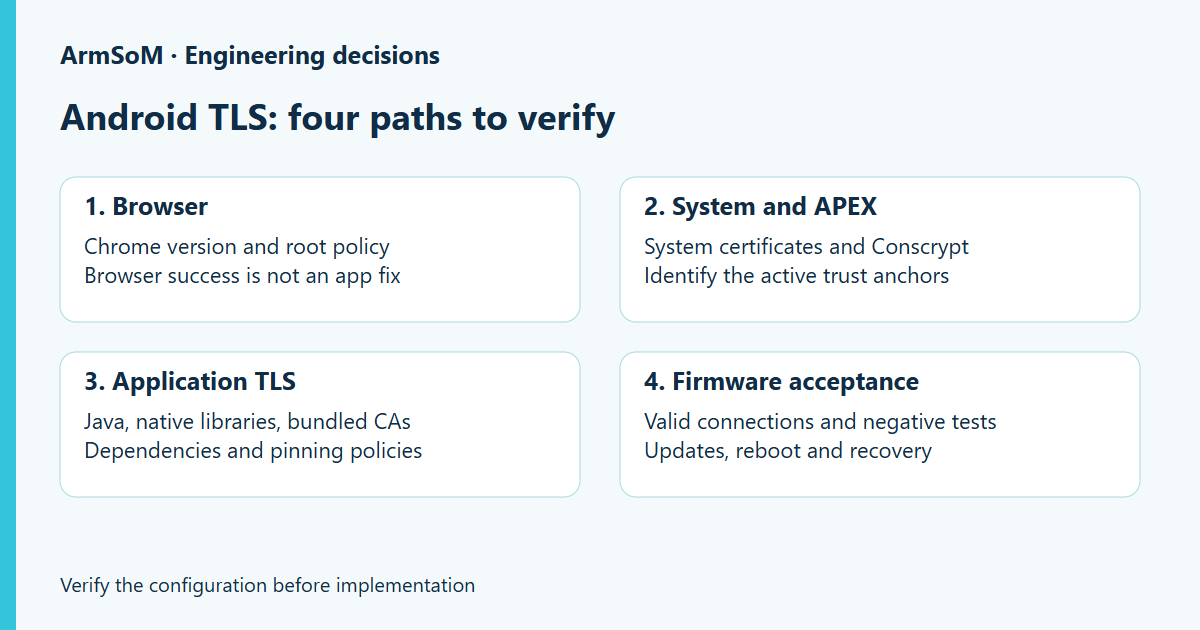 ArmSoM · Engineering decisions
Android TLS: four paths to verify
1. Browser
Chrome version and root policy
Browser success is not an app fix
2. System and APEX
System certificates and Conscrypt
Identify the active trust anchors
3. Application TLS
Java, native libraries, bundled CAs
Dependencies and pinning policies
4. Firmware acceptance
Valid connections and negative tests
Updates, reboot and recovery
Verify the configuration before implementation